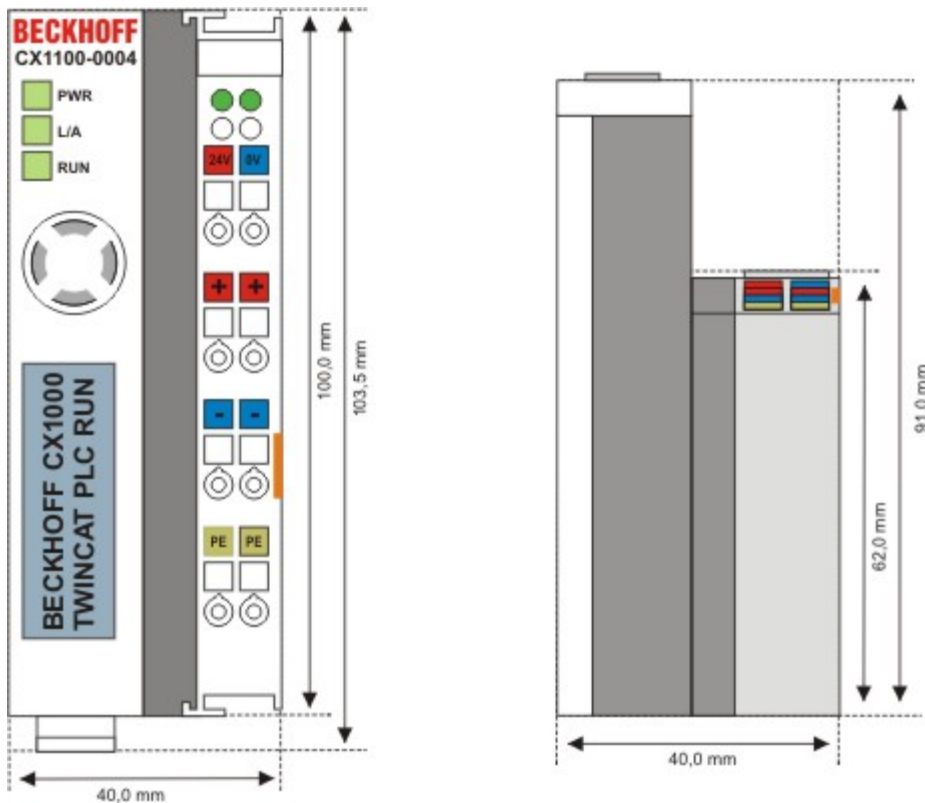 BECKHOFF
CX1100-0004
PWR
L/A
RUN
24V 0V
+ +
- -
PE PE
BECKHOFF CX1000
TWINCAT PLC RUN
100,0 mm
103,5 mm
40,0 mm
91,0 mm
62,0 mm
40,0 mm